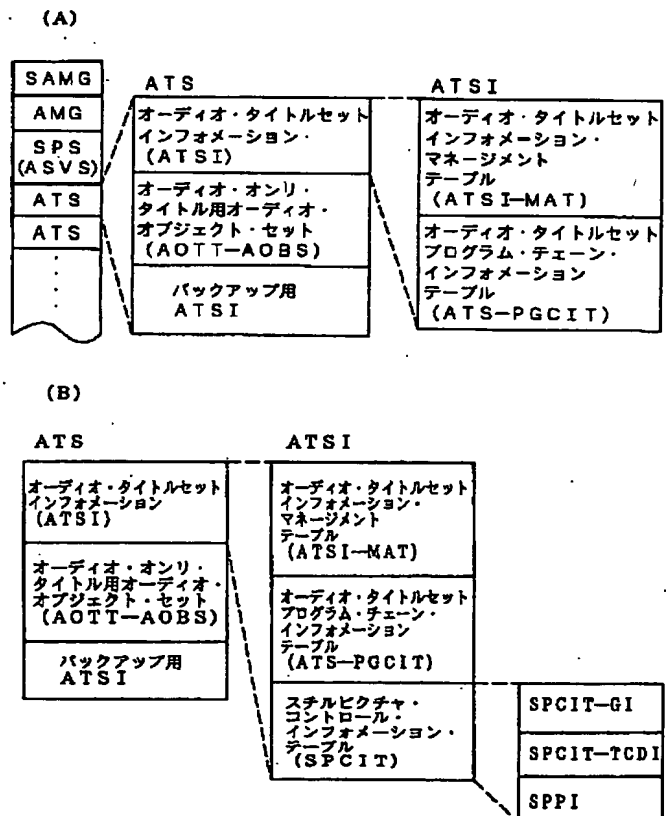 (A)
SAMG
AMG
SPS
(ASVS)
ATS
ATS
ATS
オーディオ・タイトルセット
インフォメーション・
(ATSI)
オーディオ・オンリ・
タイトル用オーディオ・
オブジェクト・セット
(AOTT－AOBS)
バックアップ用
ATSI
ATSI
オーディオ・タイトルセット
インフォメーション・
マネージメント
テーブル
(ATSI－MAT)
オーディオ・タイトルセット
プログラム・チェーン・
インフォメーション
テーブル
(ATS－PGCIT)
(B)
ATS
オーディオ・タイトルセット
インフォメーション
(ATSI)
オーディオ・オンリ・
タイトル用オーディオ・
オブジェクト・セット
(AOTT－AOBS)
バックアップ用
ATSI
ATSI
オーディオ・タイトルセット
インフォメーション・
マネージメント
テーブル
(ATSI－MAT)
オーディオ・タイトルセット
プログラム・チェーン・
インフォメーション
テーブル
(ATS－PGCIT)
スチルピクチャ・
コントロール・
インフォメーション・
テーブル
(SPCIT)
SPCIT－GI
SPCIT－TCDI
SPPI